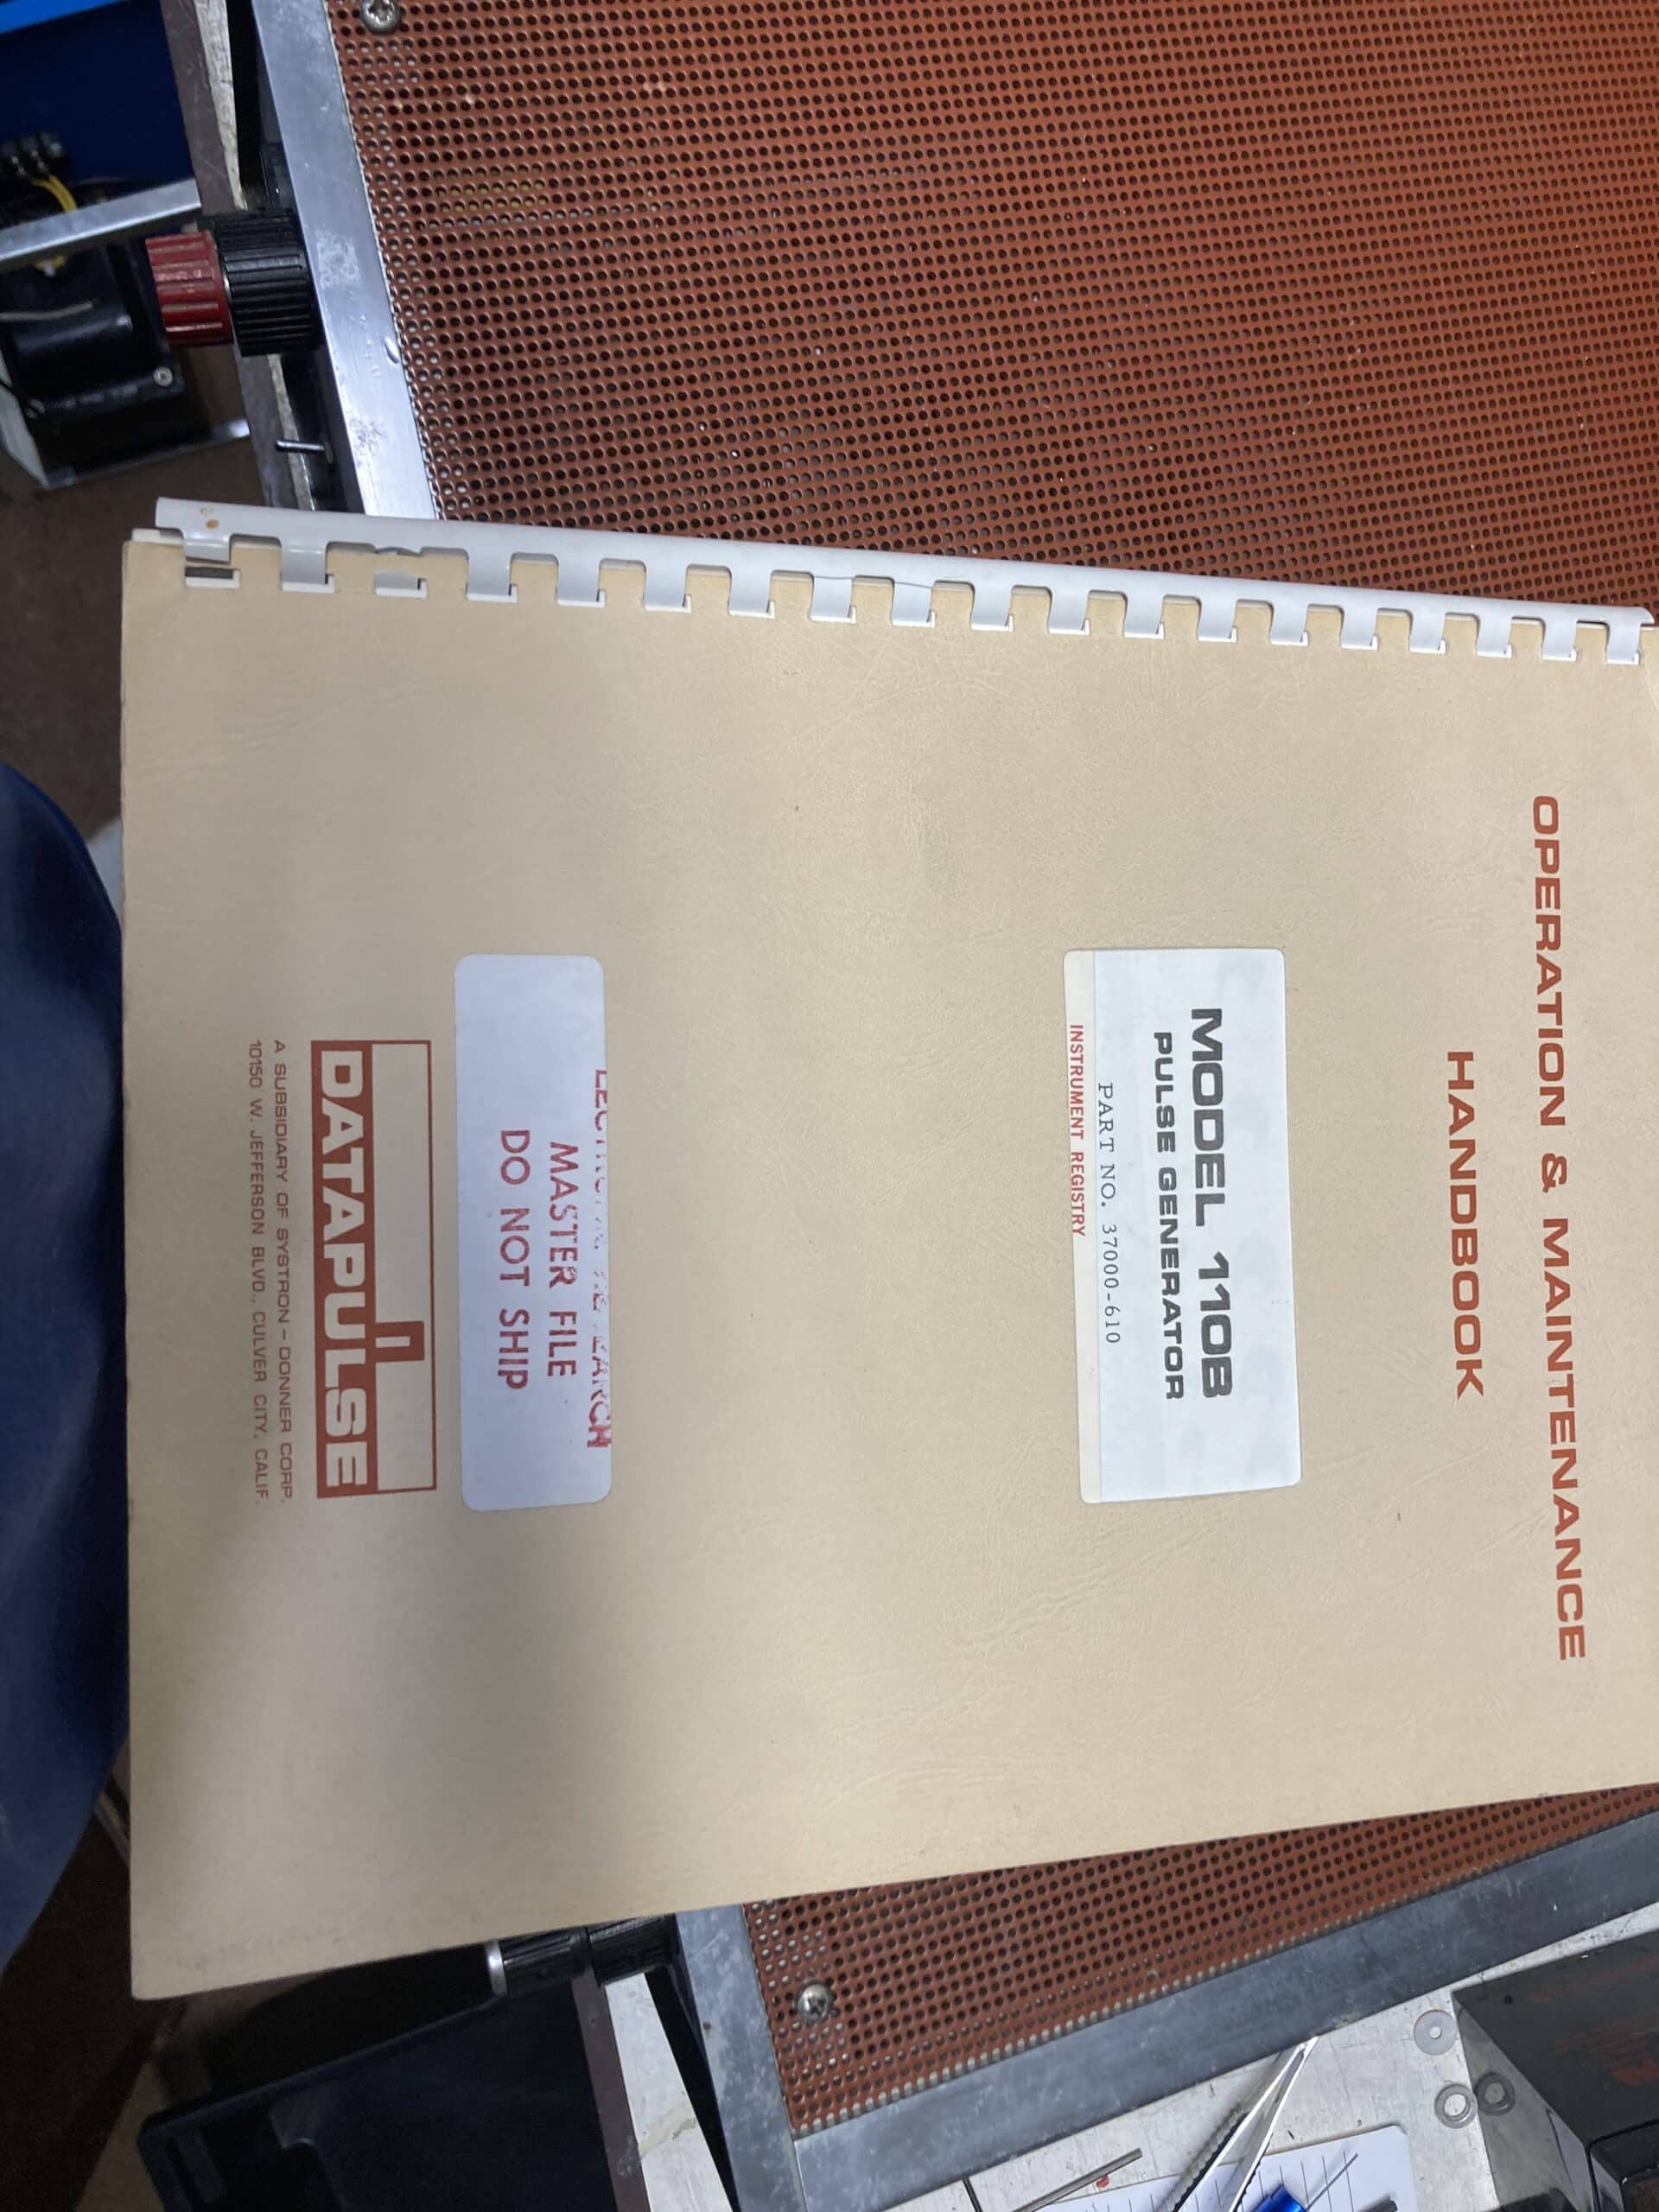 OPERATION & MAINTENANCE
HANDBOOK
MODEL 110B
PULSE GENERATOR
PART NO. 37000-610
INSTRUMENT REGISTRY
MASTER FILE
DO NOT SHIP
DATAPULSE
A SUBSIDIARY OF SYSTRON-DONNER CORP.
10150 W. JEFFERSON BLVD., CULVER CITY, CALIF.